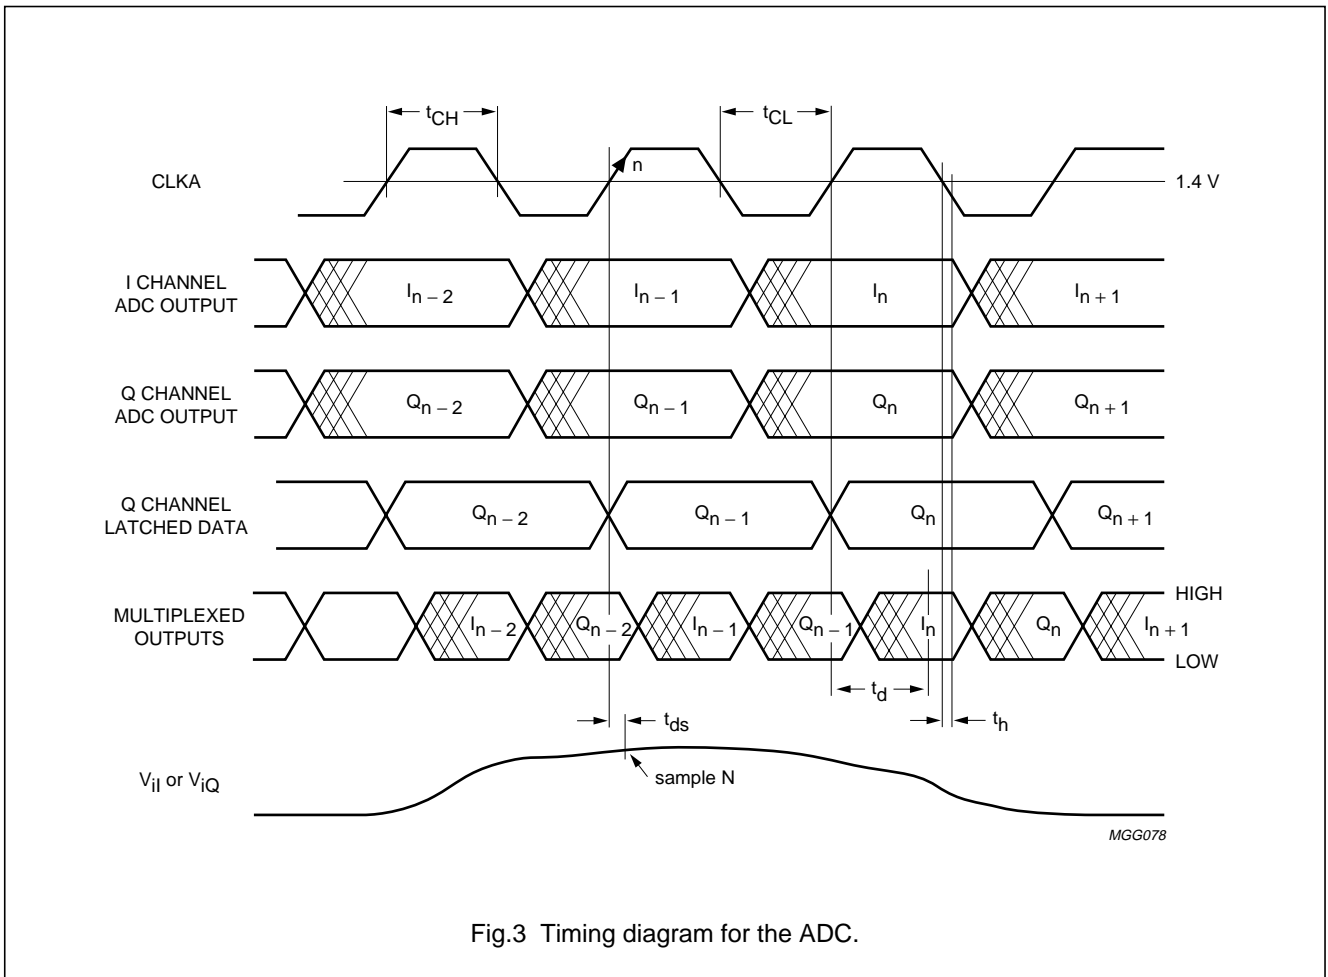 tCH
tCL
n
CLKA
1.4 V
I CHANNEL
ADC OUTPUT
In − 2
In − 1
In
In + 1
Q CHANNEL
ADC OUTPUT
Qn − 2
Qn − 1
Qn
Qn + 1
Q CHANNEL
LATCHED DATA
Qn − 2
Qn − 1
Qn
Qn + 1
MULTIPLEXED
OUTPUTS
In − 2
Qn − 2
In − 1
Qn − 1
In
Qn
In + 1
HIGH
LOW
td
tds
th
ViI or ViQ
sample N
MGG078
Fig.3 Timing diagram for the ADC.